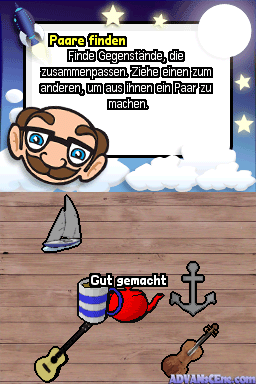 Paare finden
Finde Gegenstände, die
zusammenpassen. Ziehe einen zum
anderen, um aus ihnen ein Paar zu
machen.
Gut gemacht
ADVANsCEne.com